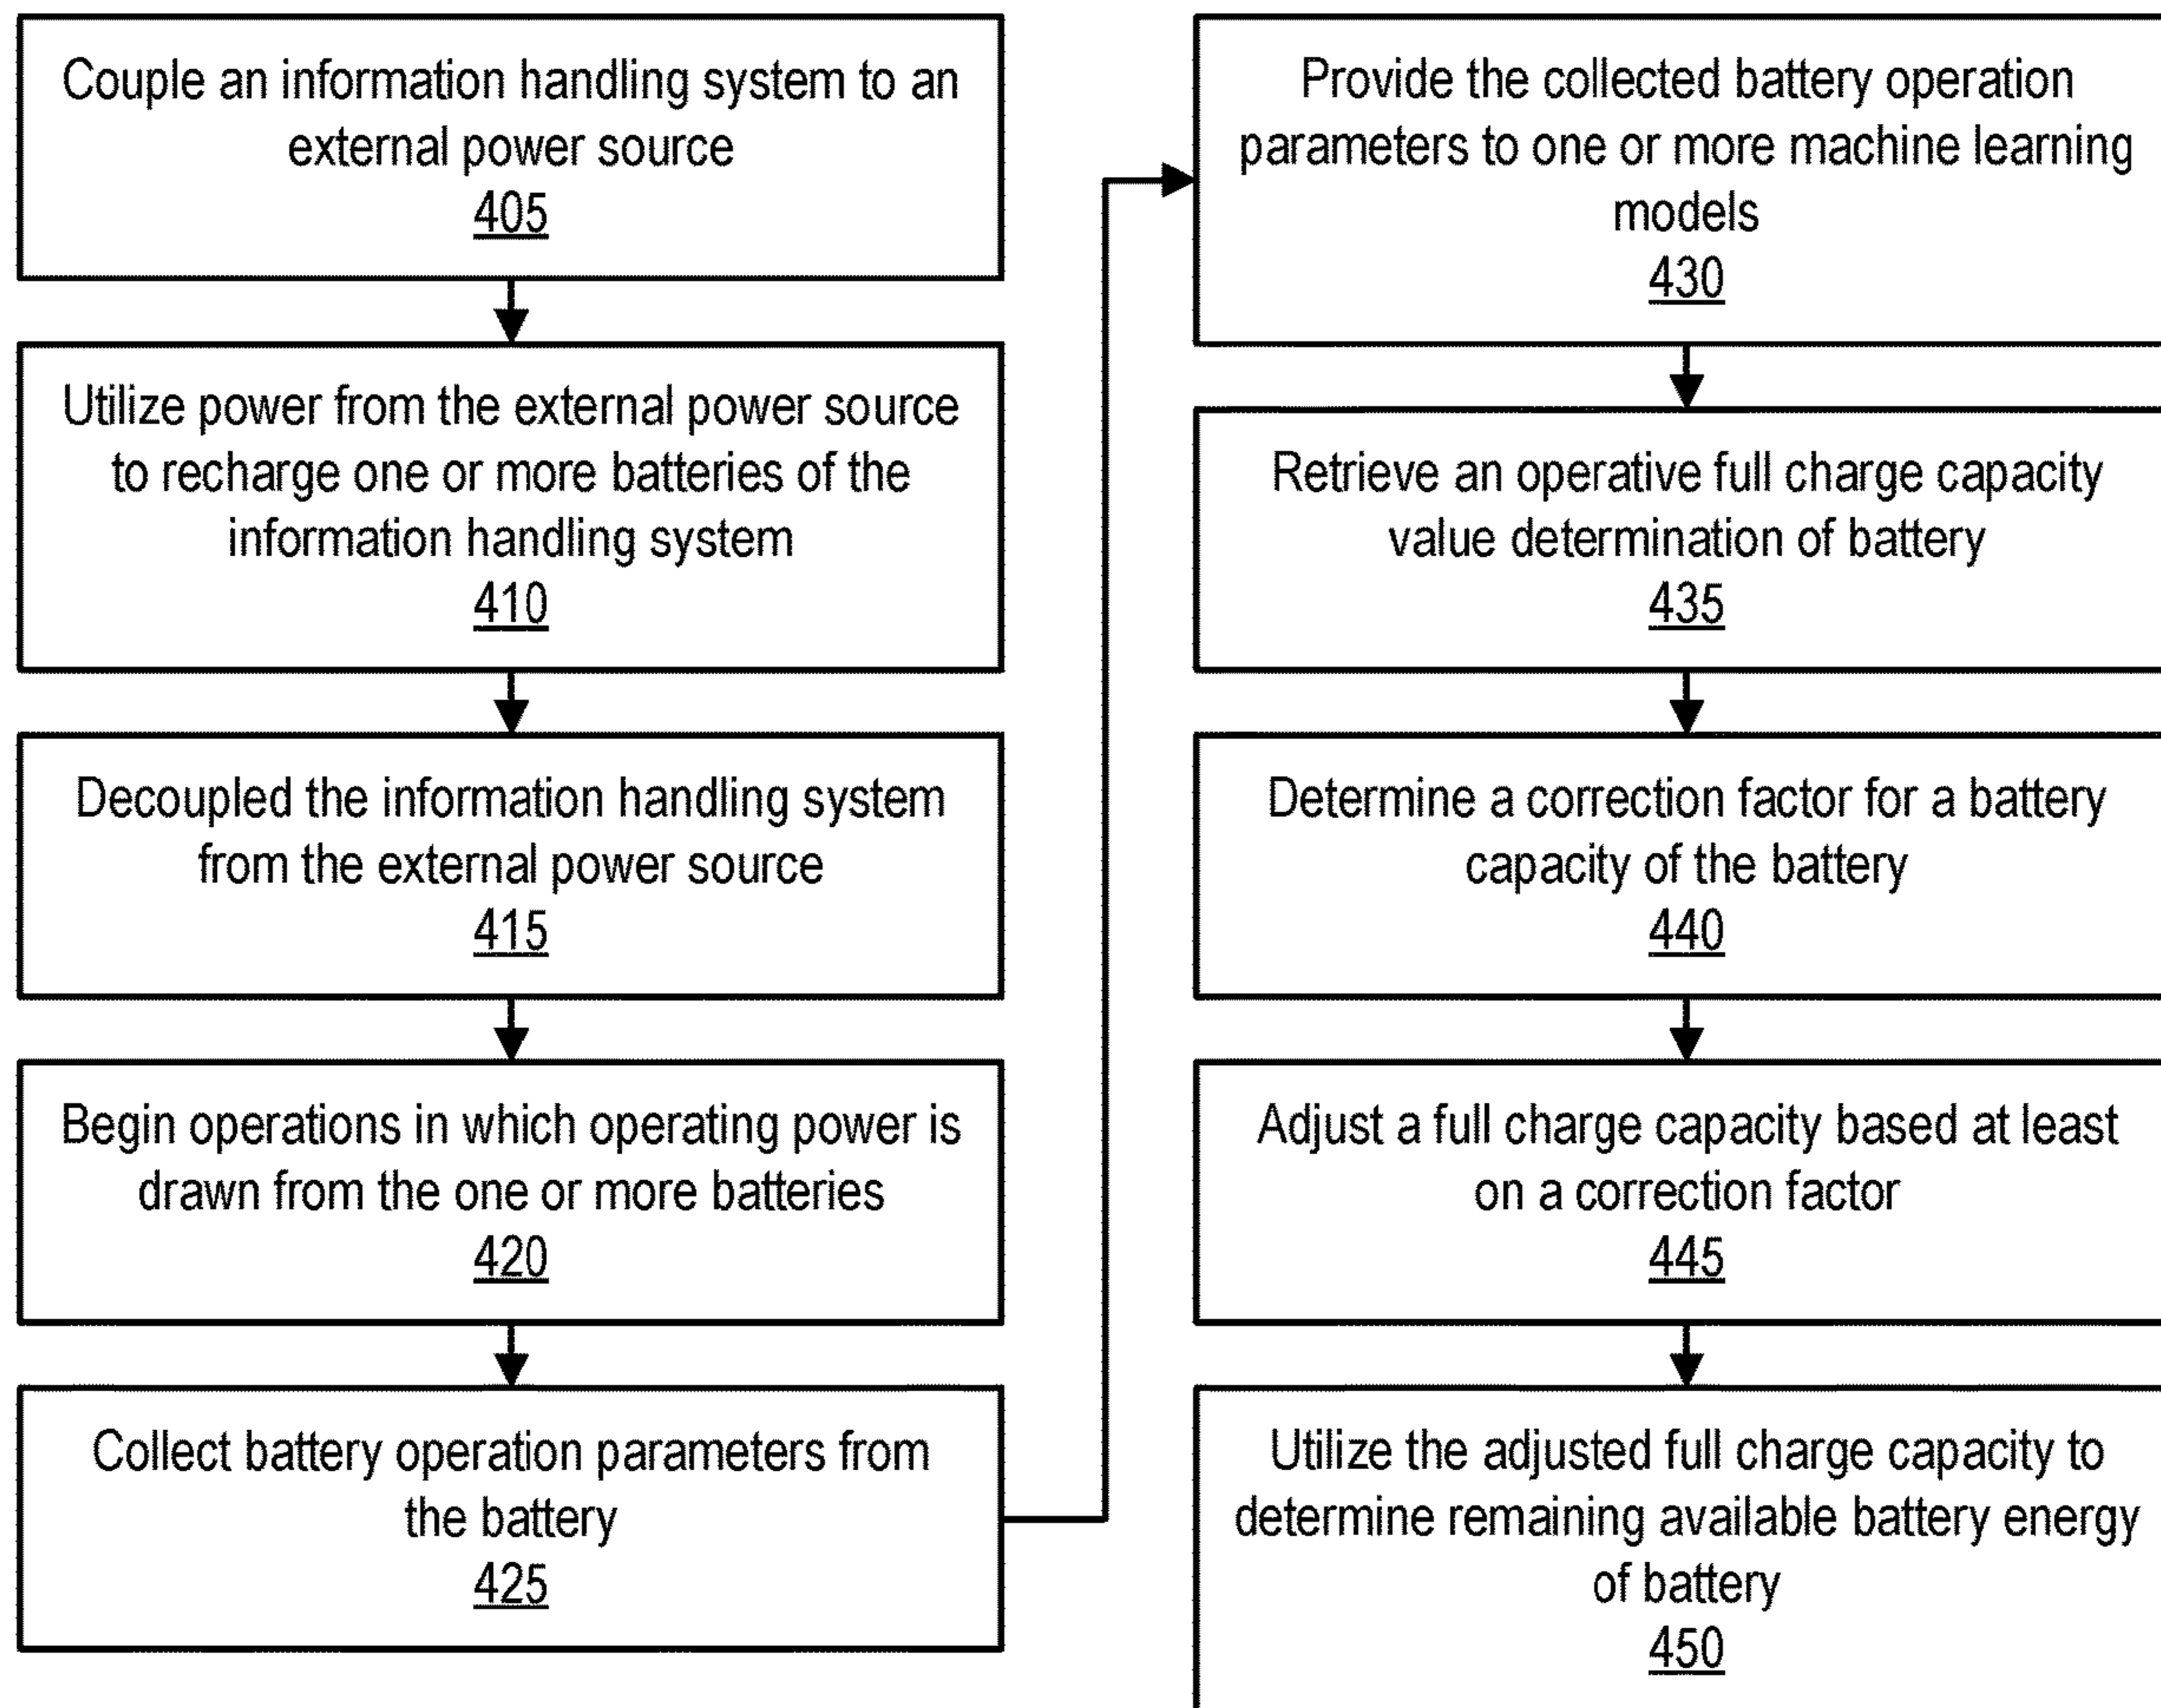 Couple an information handling system to an
external power source
405
Utilize power from the external power source
to recharge one or more batteries of the
information handling system
410
Decoupled the information handling system
from the external power source
415
Begin operations in which operating power is
drawn from the one or more batteries
420
Collect battery operation parameters from
the battery
425
Provide the collected battery operation
parameters to one or more machine learning
models
430
Retrieve an operative full charge capacity
value determination of battery
435
Determine a correction factor for a battery
capacity of the battery
440
Adjust a full charge capacity based at least
on a correction factor
445
Utilize the adjusted full charge capacity to
determine remaining available battery energy
of battery
450